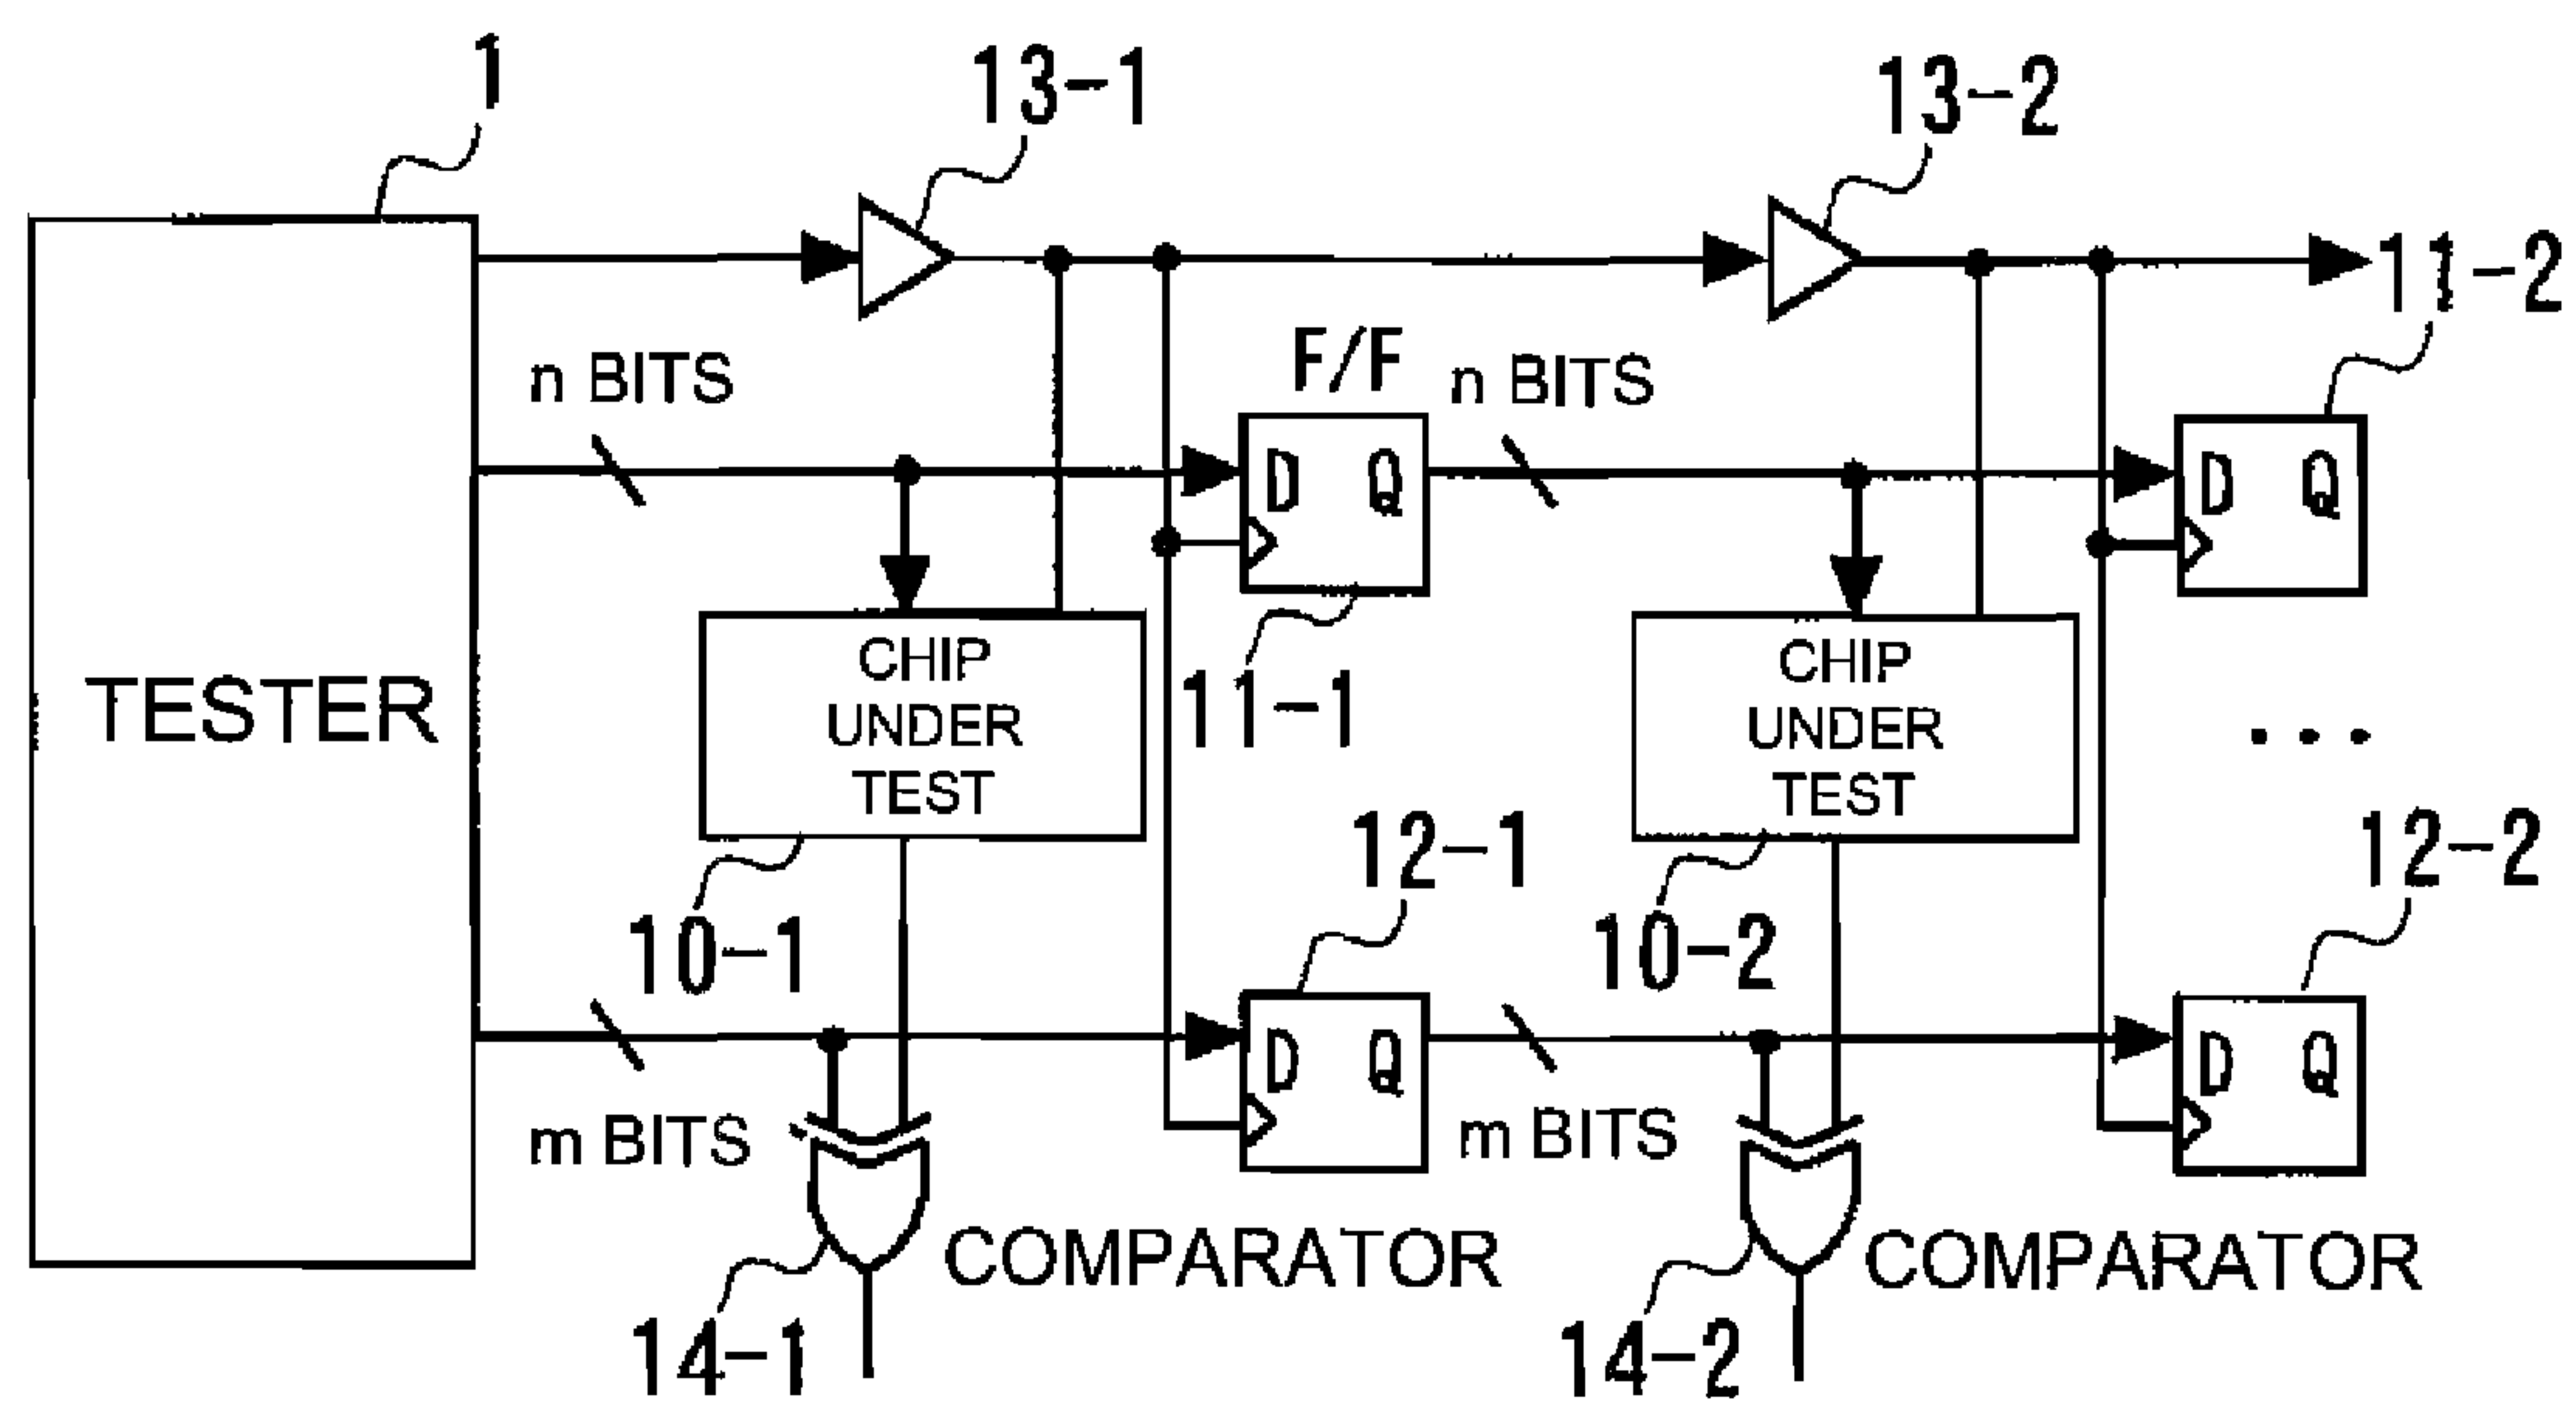 1
13-1
13-2
11-2
n BITS
F/F
n BITS
D Q
D Q
TESTER
CHIP
UNDER
TEST
11-1
CHIP
UNDER
TEST
...
12-1
12-2
10-1
10-2
D Q
D Q
m BITS
m BITS
COMPARATOR
COMPARATOR
14-1
14-2